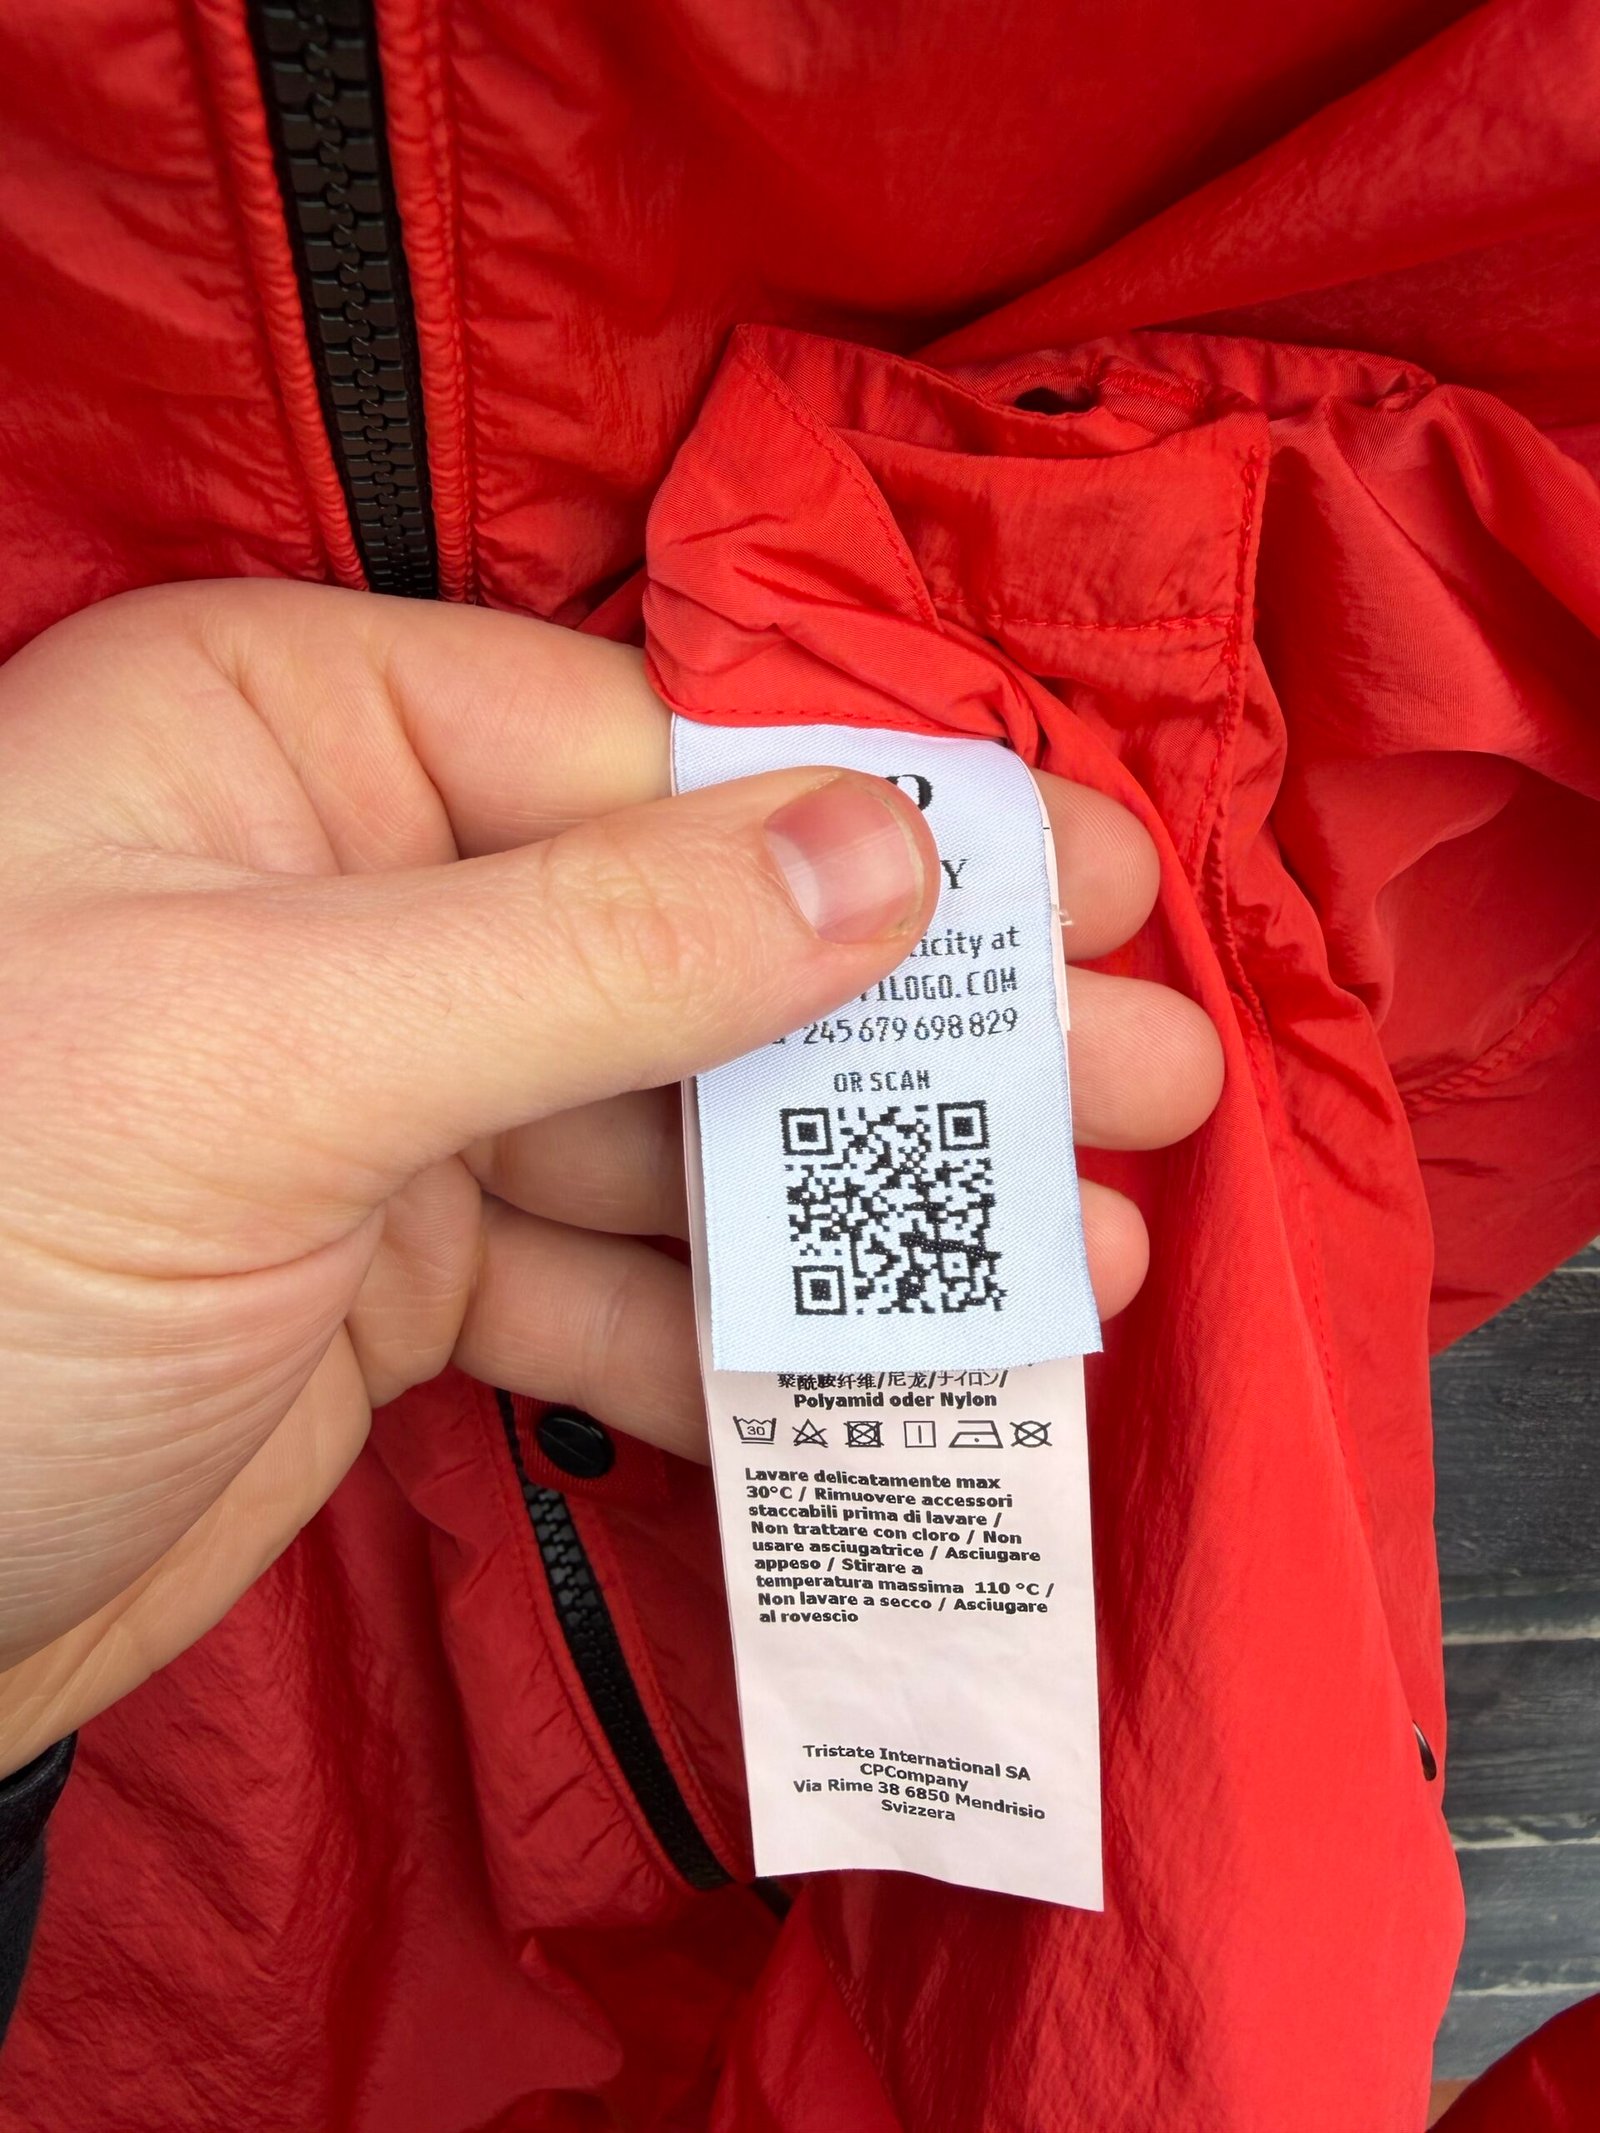 Y
icity at
ILOGO.COM
245 679 698 829
OR SCAN
聚酰胺纤维/尼龙/ナイロン/
Polyamid oder Nylon
30
Lavare delicatamente max
30°C / Rimuovere accessori
staccabili prima di lavare /
Non trattare con cloro / Non
usare asciugatrice / Asciugare
appeso / Stirare a
temperatura massima 110 °C /
Non lavare a secco / Asciugare
al rovescio
Tristate International SA
CPCompany
Via Rime 38 6850 Mendrisio
Svizzera